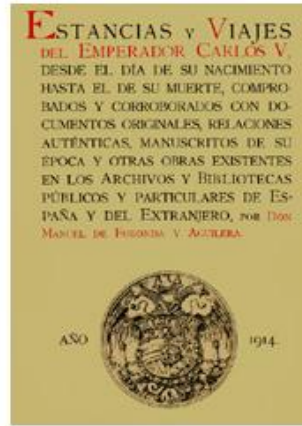 ESTANCIAS Y VIAJES
DEL EMPERADOR CARLOS V,
DESDE EL DÍA DE SU NACIMIENTO
HASTA EL DE SU MUERTE, COMPRO-
BADOS Y CORROBORADOS CON DO-
CUMENTOS ORIGINALES, RELACIONES
AUTÉNTICAS, MANUSCRITOS DE SU
ÉPOCA Y OTRAS OBRAS EXISTENTES
EN LOS ARCHIVOS Y BIBLIOTECAS
PÚBLICOS Y PARTICULARES DE ES-
PAÑA Y DEL EXTRANJERO, POR DON
MANUEL DE FORONDA Y AGUILERA.
AÑO 1914.